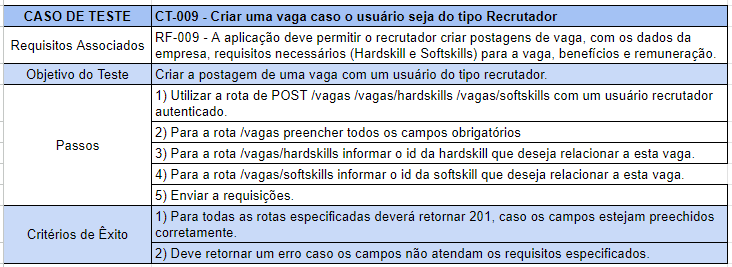 CASO DE TESTE
CT-009 - Criar uma vaga caso o usuário seja do tipo Recrutador
Requisitos Associados
RF-009 - A aplicação deve permitir o recrutador criar postagens de vaga, com os dados da
empresa, requisitos necessários (Hardskill e Softskills) para a vaga, benefícios e remuneração.
Objetivo do Teste
Criar a postagem de uma vaga com um usuário do tipo recrutador.
Passos
1) Utilizar a rota de POST /vagas /vagas/hardskills /vagas/softskills com um usuário recrutador
autenticado.
2) Para a rota /vagas preencher todos os campos obrigatórios
3) Para a rota /vagas/hardskills informar o id da hardskill que deseja relacionar a esta vaga.
4) Para a rota /vagas/softskills informar o id da softskill que deseja relacionar a esta vaga.
5) Enviar a requisições.
Critérios de Êxito
1) Para todas as rotas especificadas deverá retornar 201, caso os campos estejam preechidos
corretamente.
2) Deve retornar um erro caso os campos não atendam os requisitos especificados.